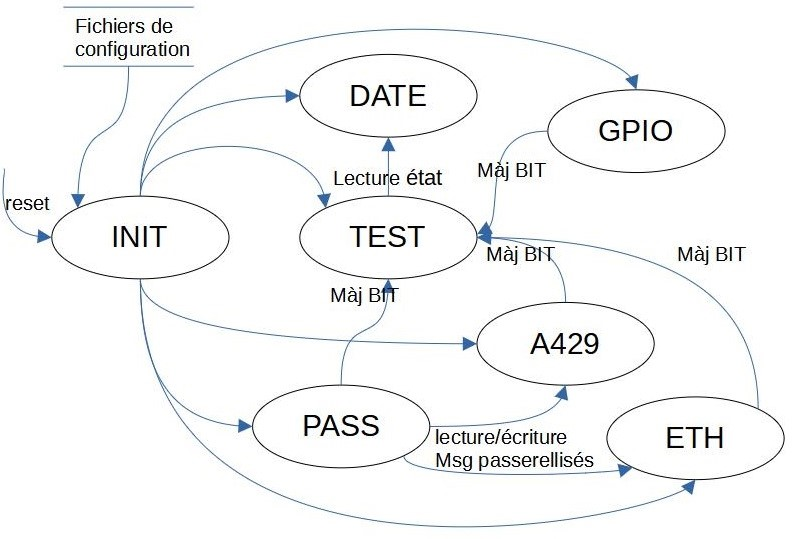 Fichiers de
configuration
DATE
GPIO
Màj BIT
Lecture état
reset
INIT
TEST
Màj BIT
Màj BIT
Màj BIT
A429
PASS
lecture/écriture
Msg passerellisés
ETH